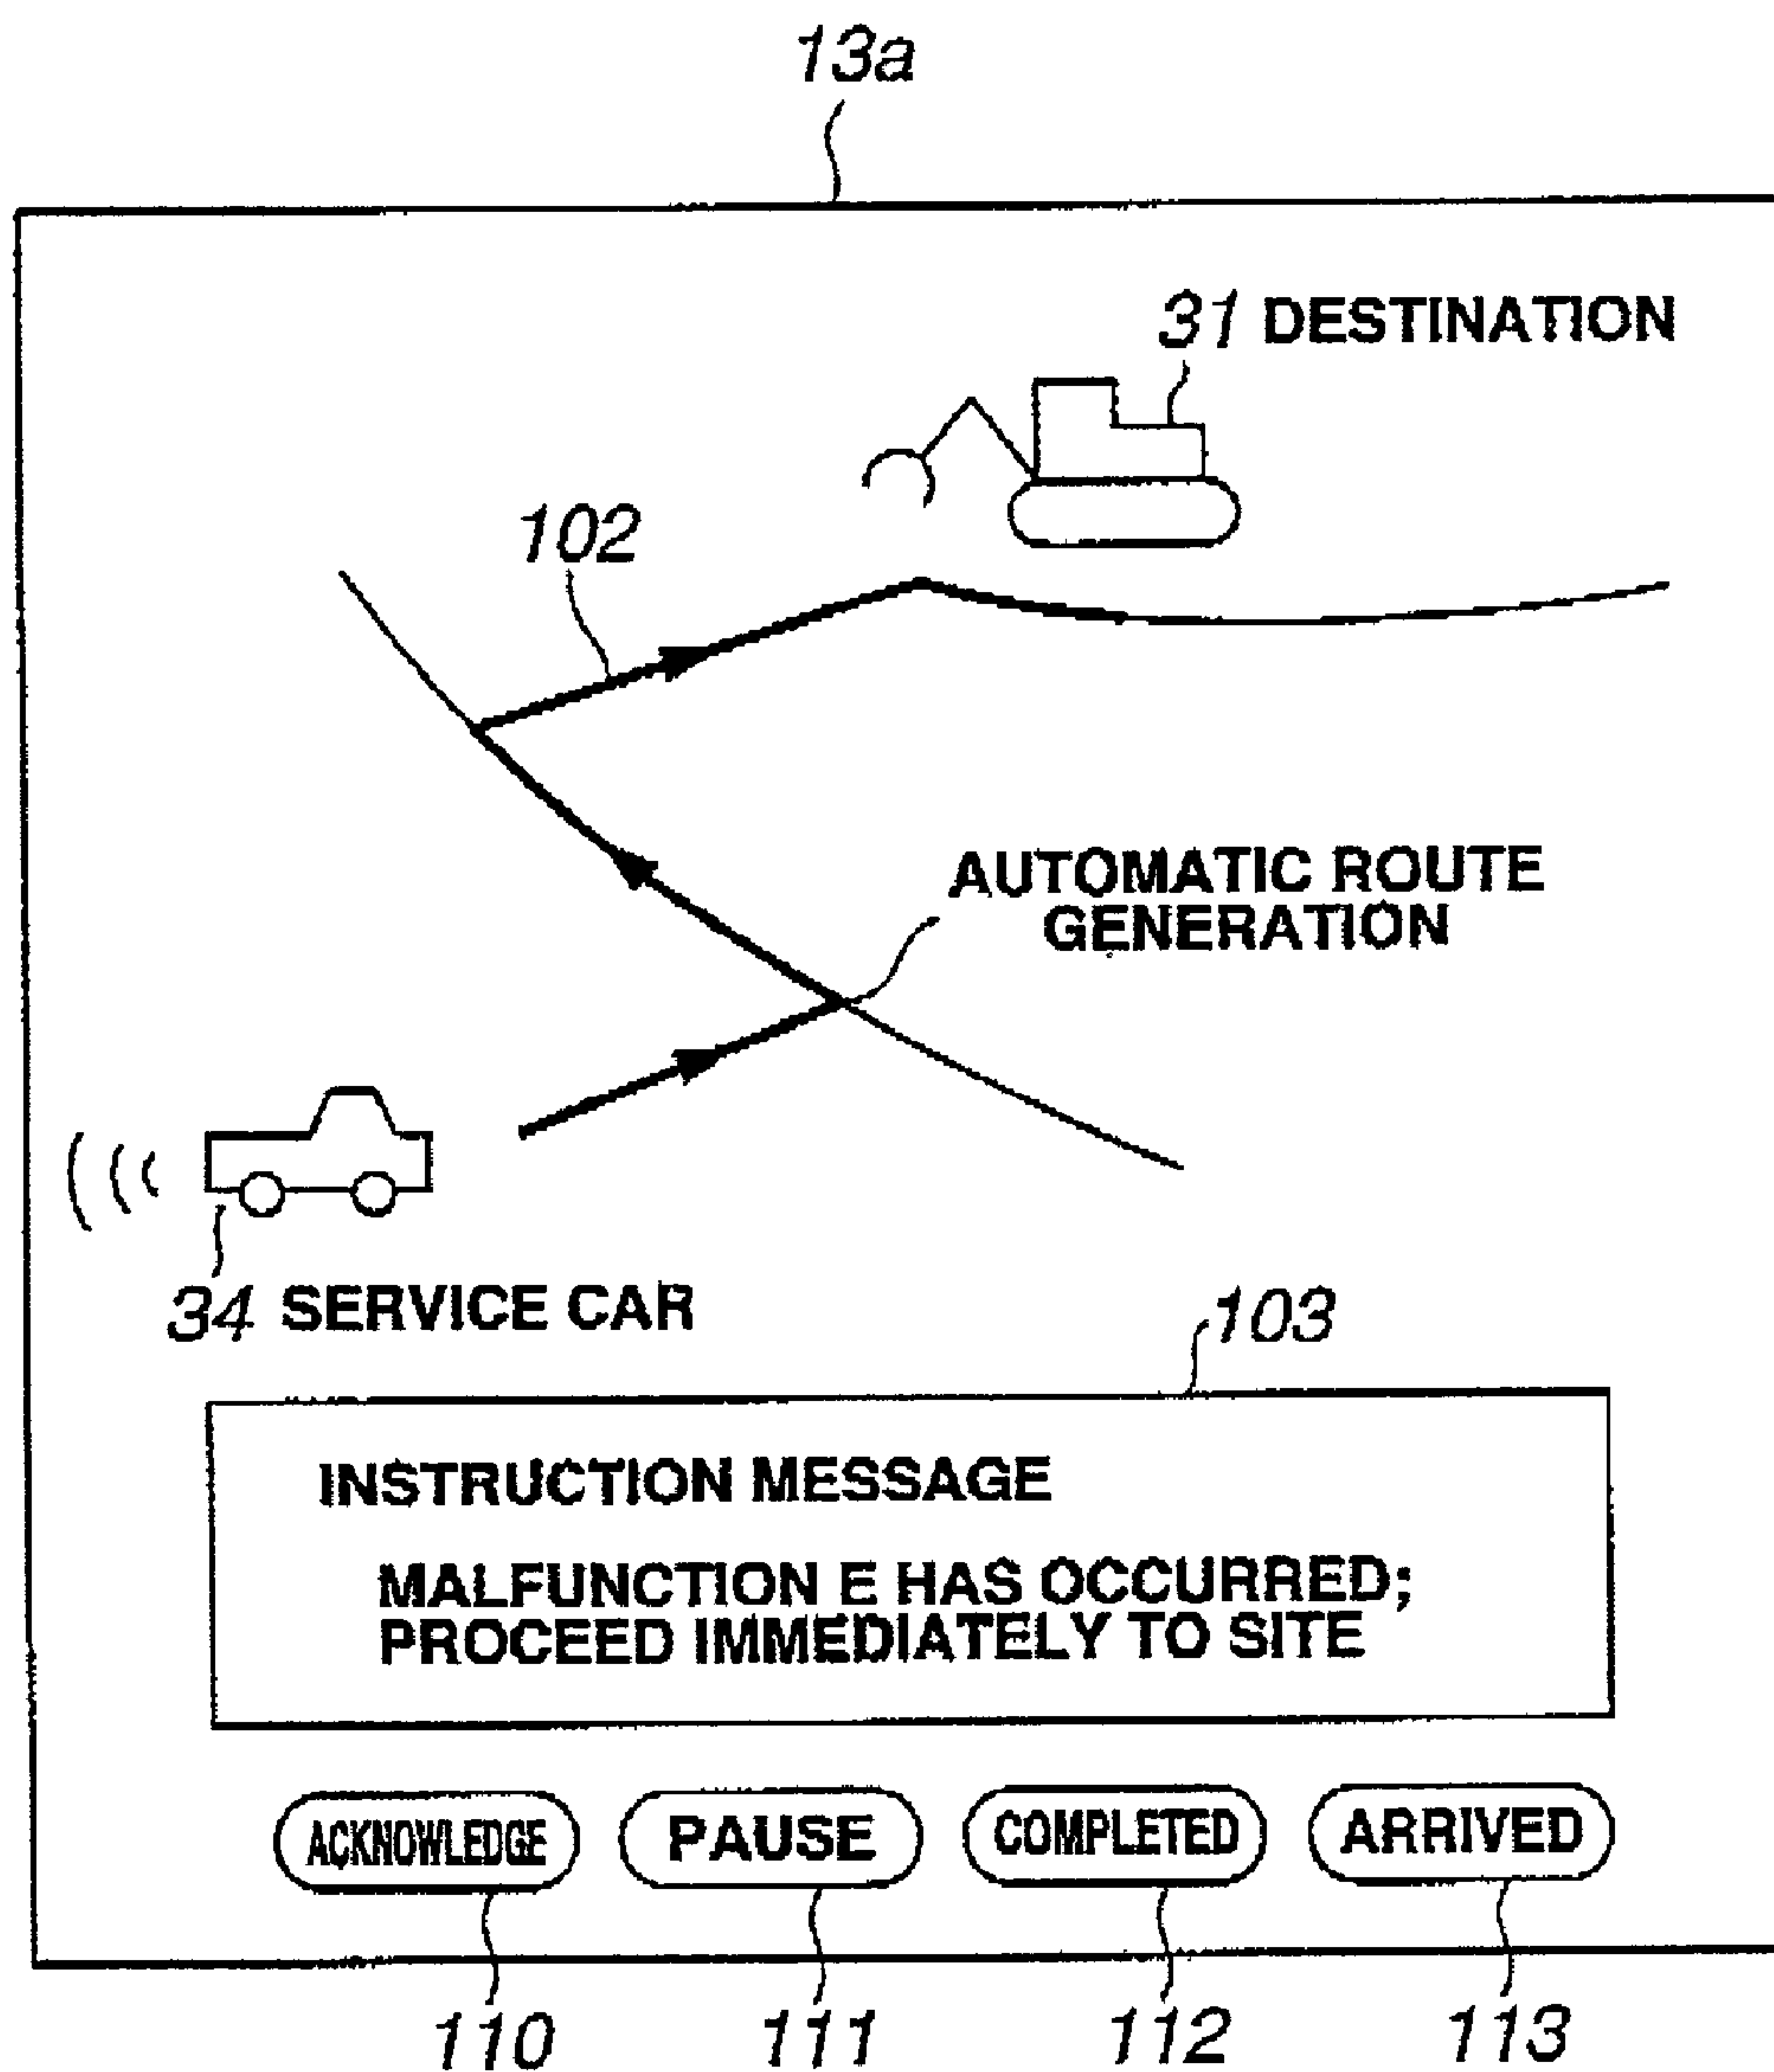 13a
31 DESTINATION
102
AUTOMATIC ROUTE
GENERATION
34 SERVICE CAR
103
INSTRUCTION MESSAGE
MALFUNCTION E HAS OCCURRED;
PROCEED IMMEDIATELY TO SITE
ACKNOWLEDGE PAUSE COMPLETED ARRIVED
110 111 112 113